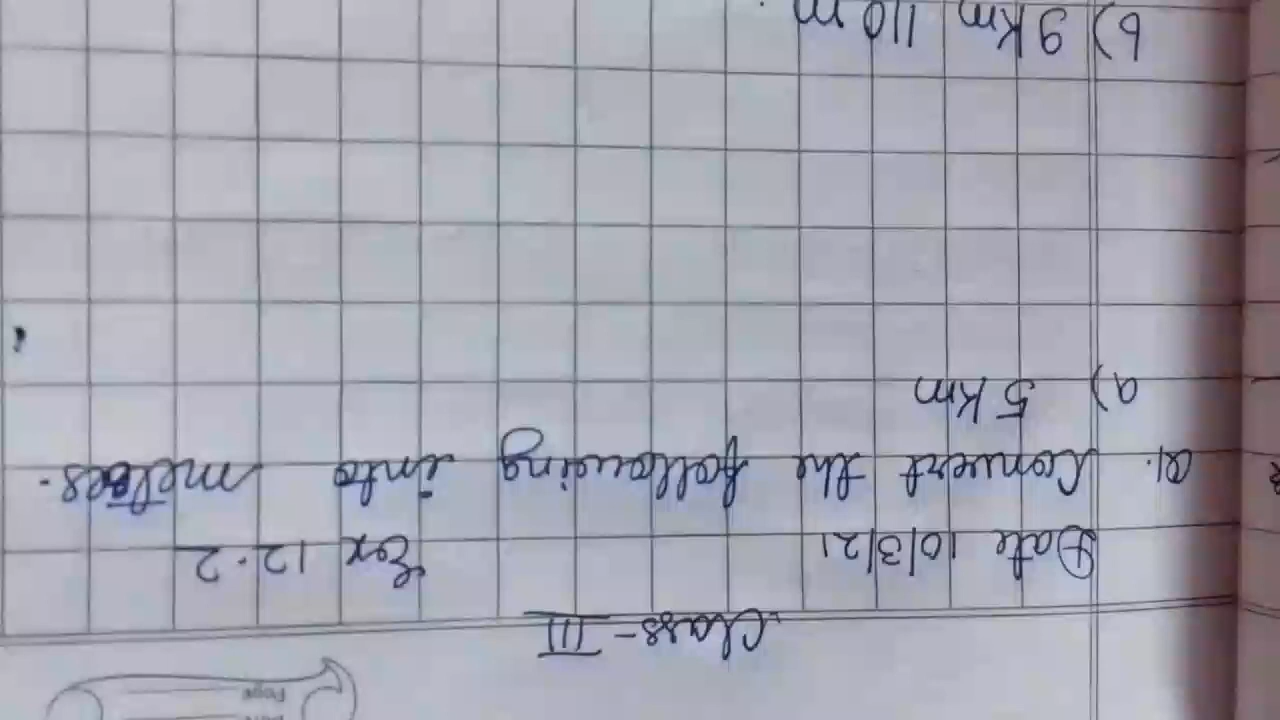 Page
Class-III
Date 10/3/21 Ex 12.2
Q1. Convert the following into metres.
a) 5 Km
b) 9 Km 110 m